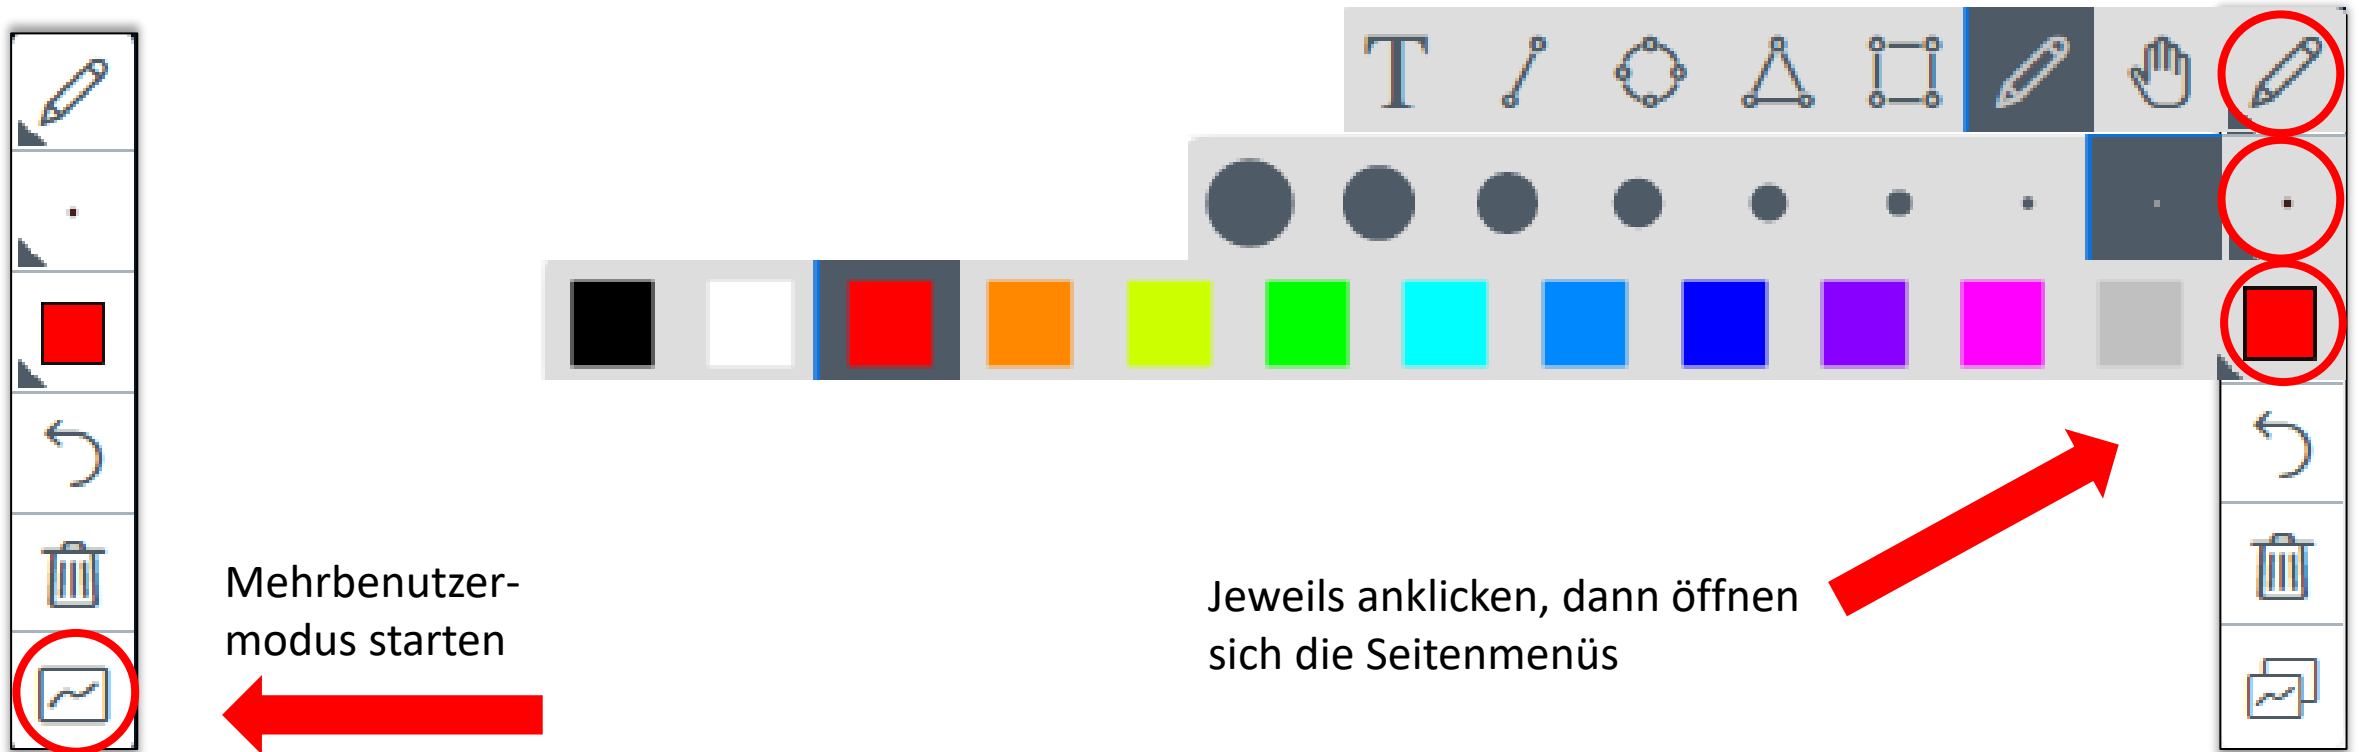 T
Mehrbenutzer-
modus starten
Jeweils anklicken, dann öffnen
sich die Seitenmenüs